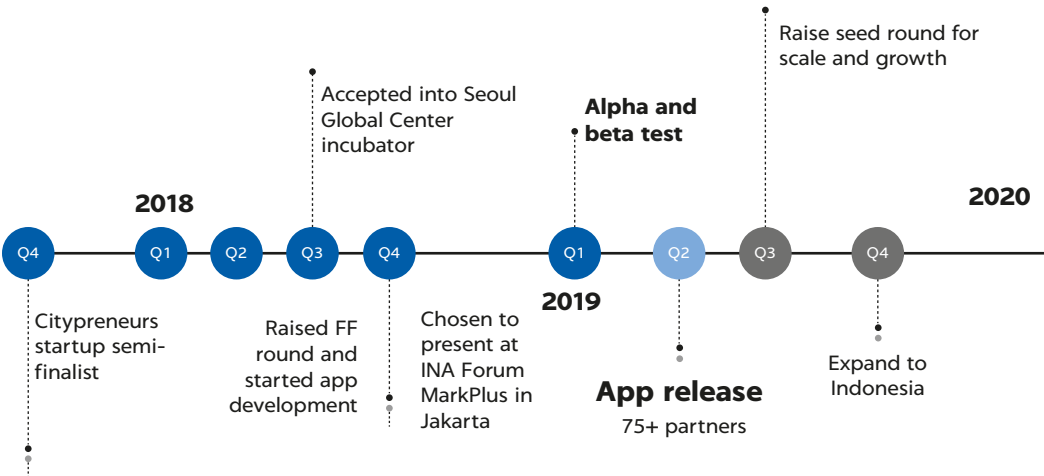 Raise seed round for
scale and growth
Accepted into Seoul
Global Center
incubator
Alpha and
beta test
2018
2020
Q4
Q1
Q2
Q3
Q4
Q1
Q2
Q3
Q4
2019
Citypreneurs
startup semi-
finalist
Raised FF
round and
started app
development
Chosen to
present at
INA Forum
MarkPlus in
Jakarta
App release
75+ partners
Expand to
Indonesia